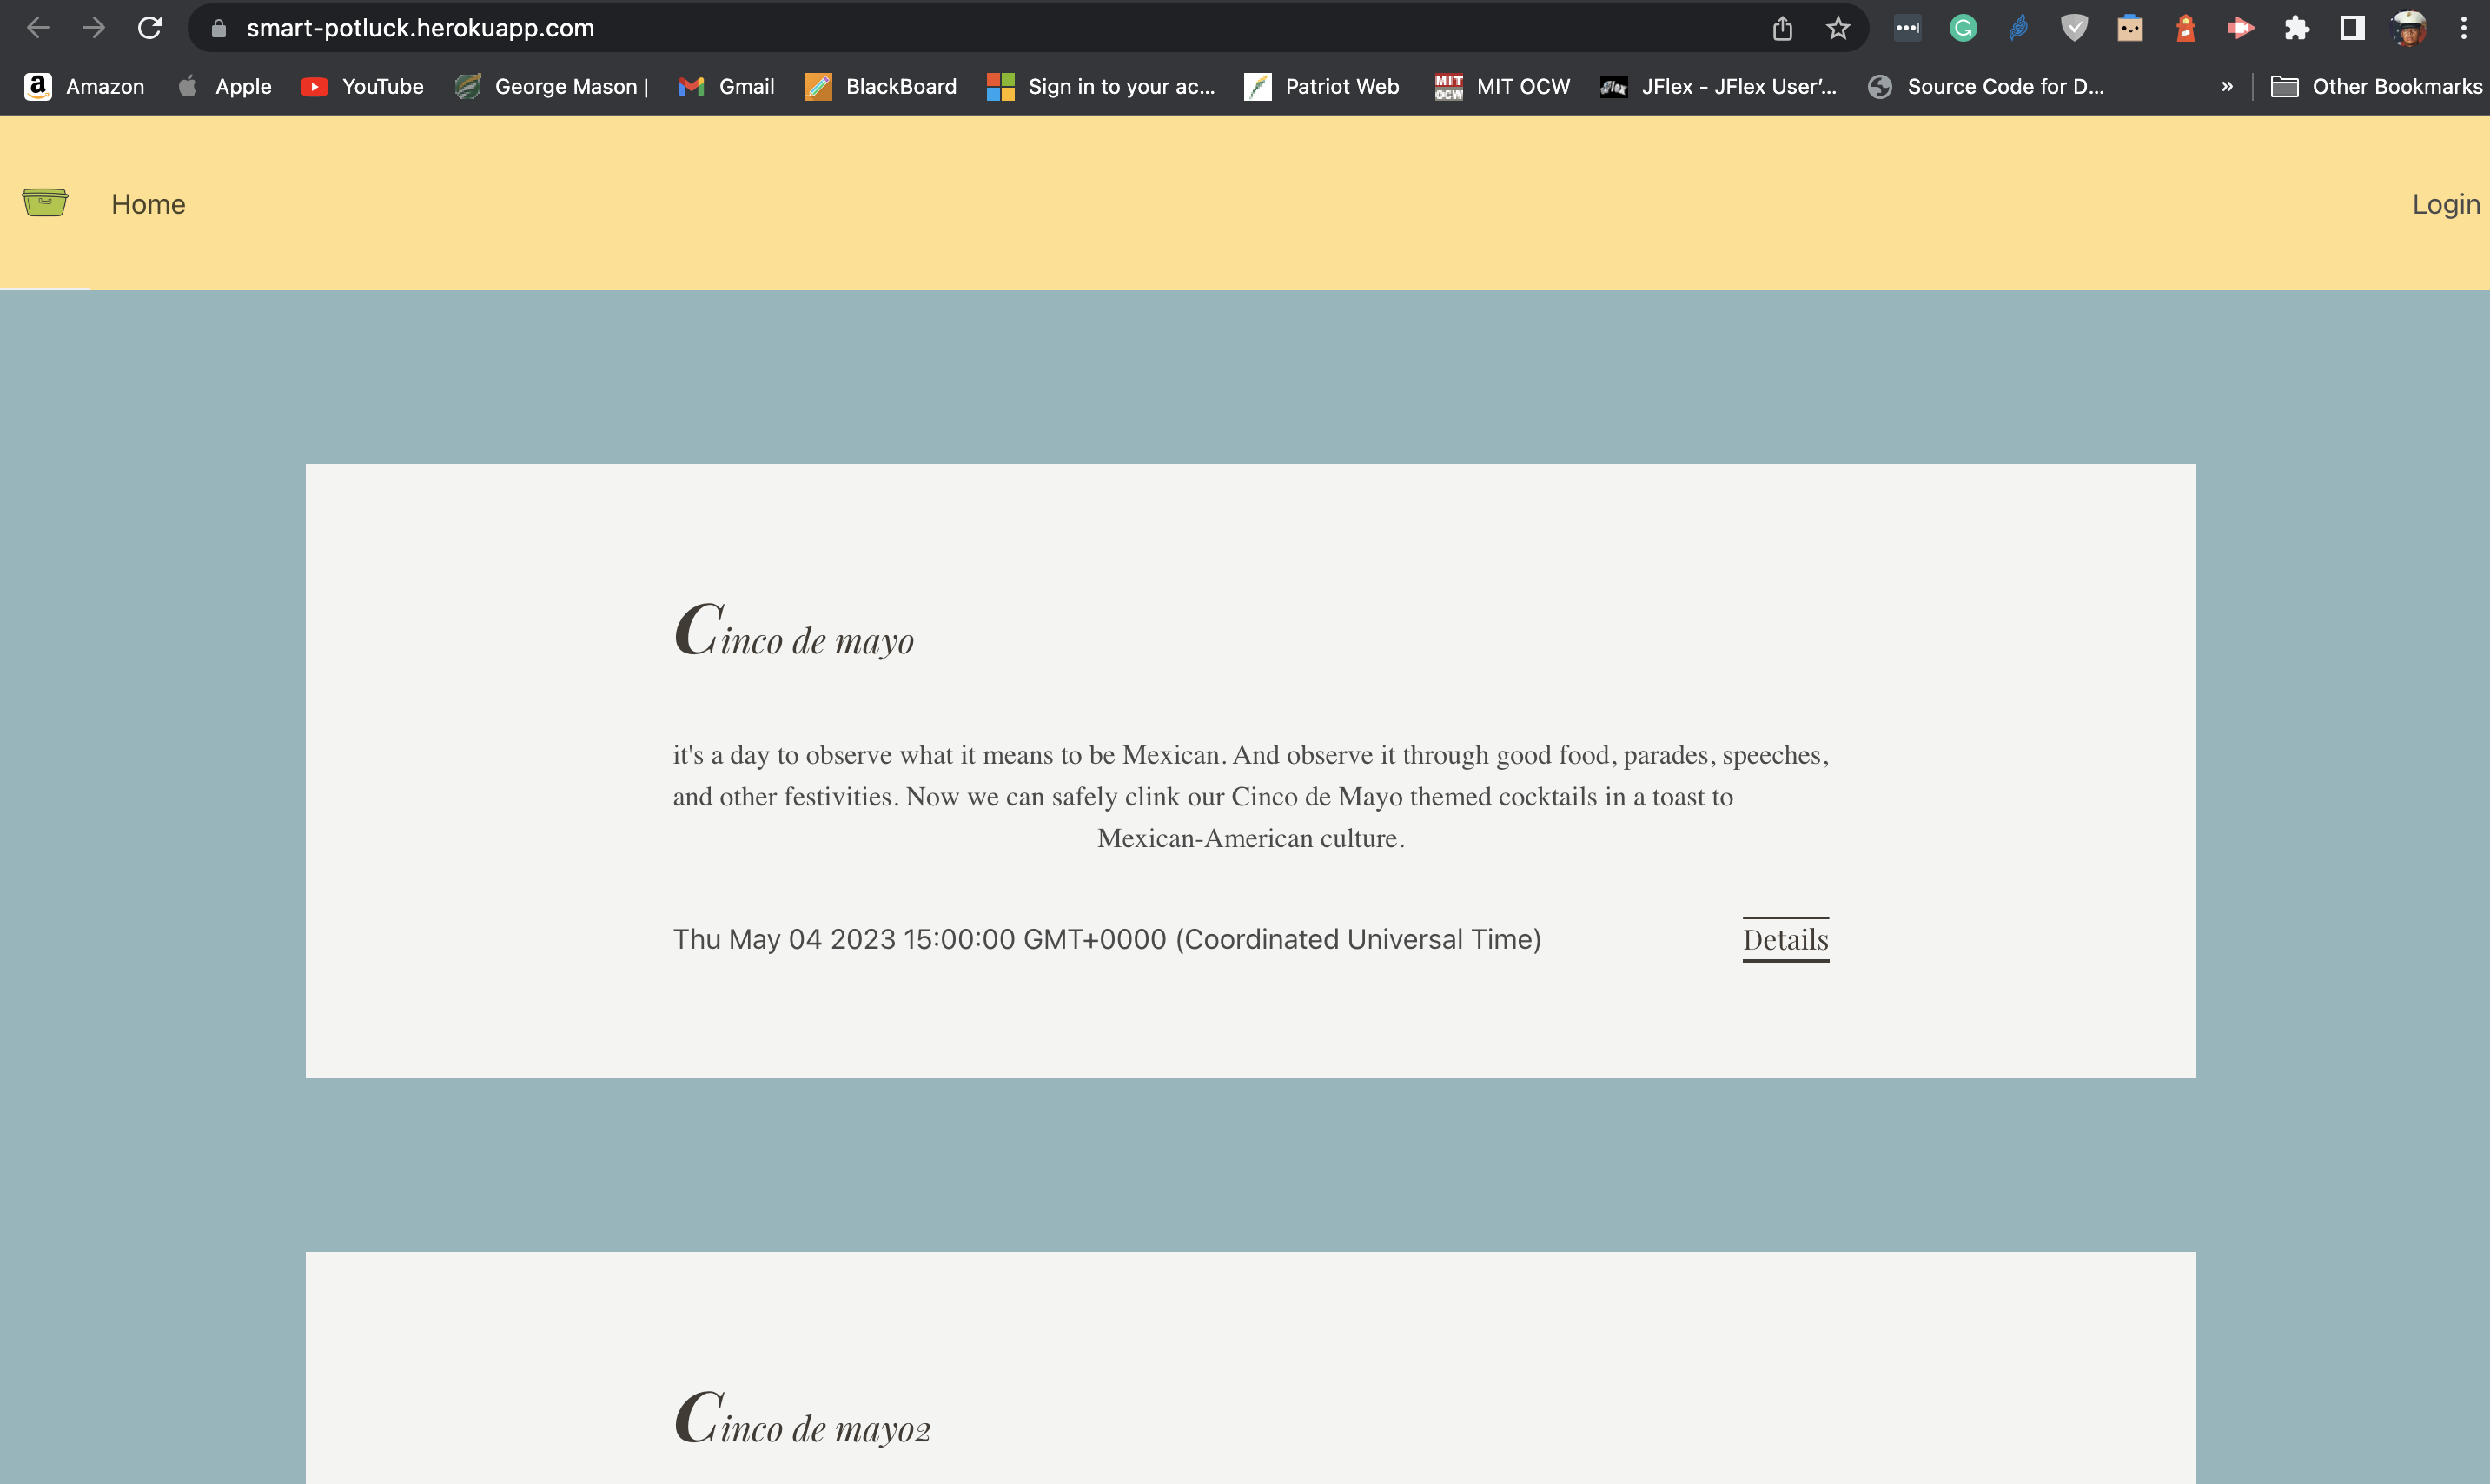 smart-potluck.herokuapp.com
Amazon Apple YouTube George Mason | Gmail BlackBoard Sign in to your ac... Patriot Web MIT OCW JFlex - JFlex User'... Source Code for D... » Other Bookmarks
Home Login
Cinco de mayo
it's a day to observe what it means to be Mexican. And observe it through good food, parades, speeches,
and other festivities. Now we can safely clink our Cinco de Mayo themed cocktails in a toast to
Mexican-American culture.
Thu May 04 2023 15:00:00 GMT+0000 (Coordinated Universal Time) Details
Cinco de mayo2